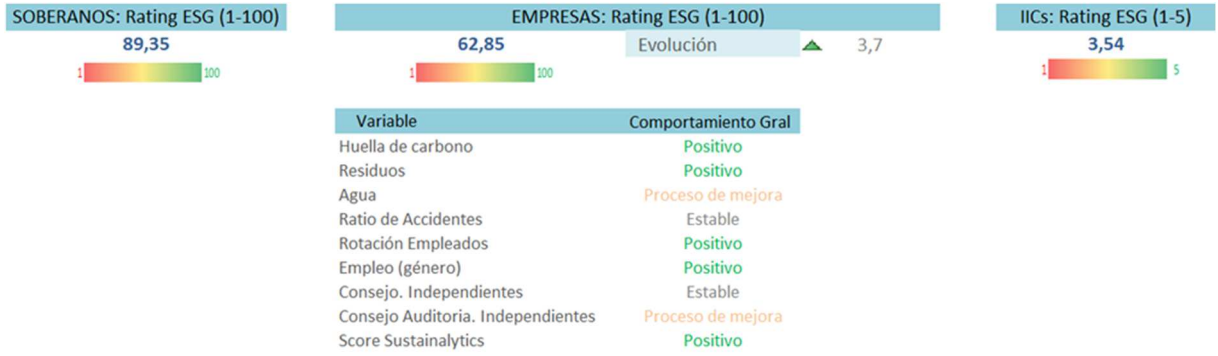 SOBERANOS: Rating ESG (1-100)
89,35
1 100
EMPRESAS: Rating ESG (1-100)
62,85 Evolución 3,7
1 100
IICs: Rating ESG (1-5)
3,54
1 5
Variable Comportamiento Gral
Huella de carbono Positivo
Residuos Positivo
Agua Proceso de mejora
Ratio de Accidentes Estable
Rotación Empleados Positivo
Empleo (género) Positivo
Consejo. Independientes Estable
Consejo Auditoria. Independientes Proceso de mejora
Score Sustainalytics Positivo